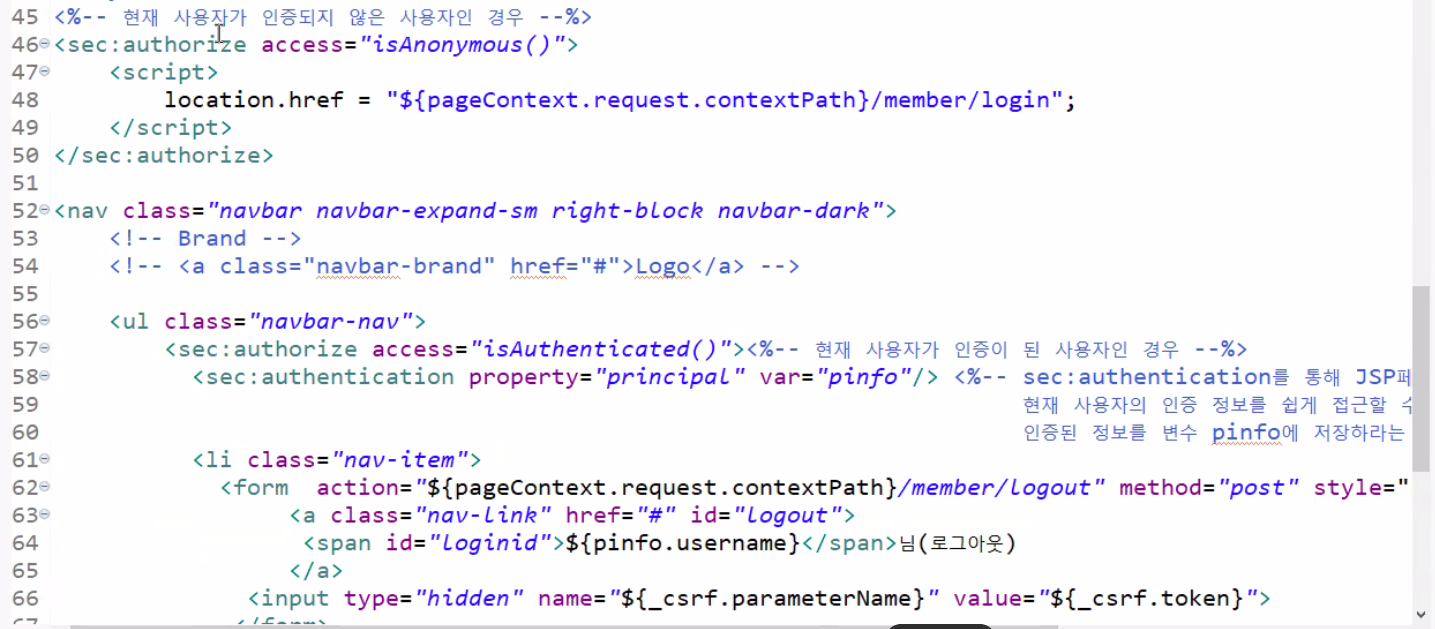 45 <%-- 현재 사용자가 인증되지 않은 사용자인 경우 --%>
46 <sec:authorize access="isAnonymous()">
47 <script>
48 location.href = "${pageContext.request.contextPath}/member/login";
49 </script>
50 </sec:authorize>
51
52 <nav class="navbar navbar-expand-sm right-block navbar-dark">
53 <!-- Brand -->
54 <!-- <a class="navbar-brand" href="#">Logo</a> -->
55
56 <ul class="navbar-nav">
57 <sec:authorize access="isAuthenticated()"><%-- 현재 사용자가 인증이 된 사용자인 경우 --%>
58 <sec:authentication property="principal" var="pinfo"/> <%-- sec:authentication를 통해 JSP페
59 현재 사용자의 인증 정보를 쉽게 접근할
60 인증된 정보를 변수 pinfo에 저장하라는
61 <li class="nav-item">
62 <form action="${pageContext.request.contextPath}/member/logout" method="post" style="
63 <a class="nav-link" href="#" id="logout">
64 <span id="loginid">${pinfo.username}</span>님(로그아웃)
65 </a>
66 <input type="hidden" name="${_csrf.parameterName}" value="${_csrf.token}">